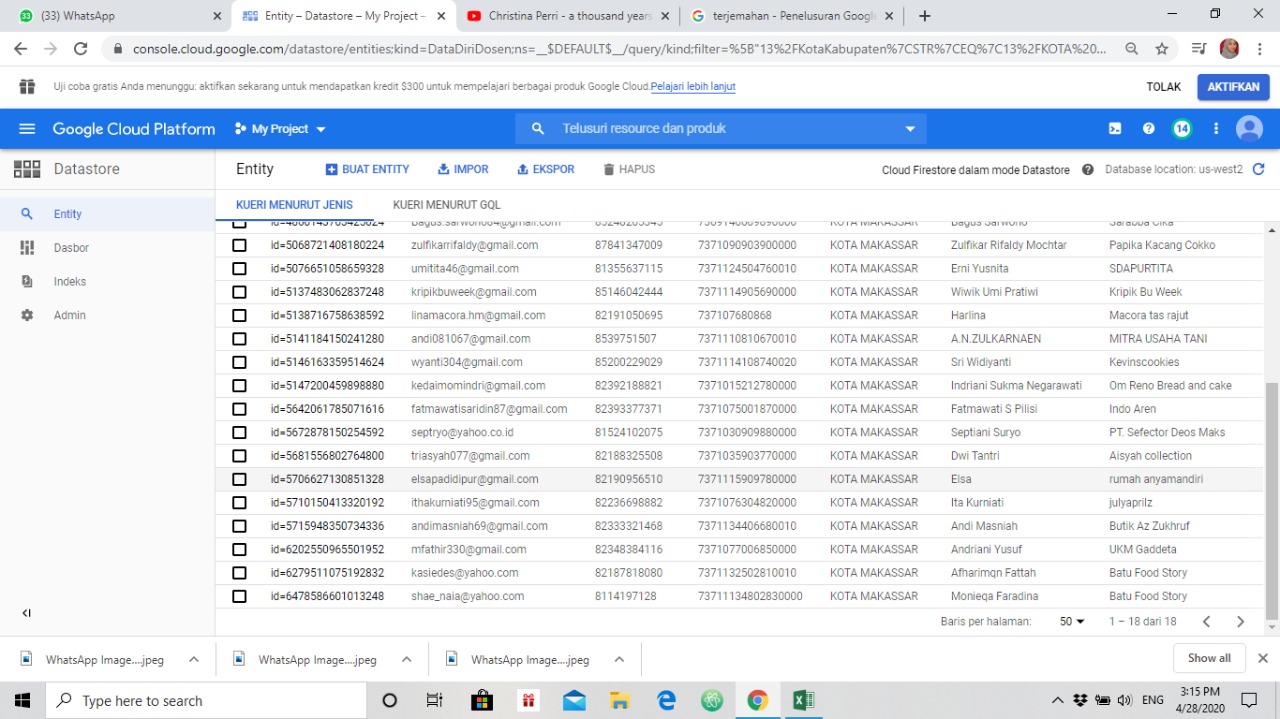 (33) WhatsApp Entity – Datastore – My Project – Christina Perri - a thousand years terjemahan - Penelusuran Google
console.cloud.google.com/datastore/entities;kind=DataDiriDosen;ns=__$DEFAULT$__/query/kind;filter=%5B"13%2FKotaKabupaten%7CSTR%7CEQ%7C13%2FKOTA%20...
Uji coba gratis Anda menunggu: aktifkan sekarang untuk mendapatkan kredit $300 untuk mempelajari berbagai produk Google Cloud. Pelajari lebih lanjut TOLAK AKTIFKAN
Google Cloud Platform My Project Telusuri resource dan produk 14
Datastore Entity BUAT ENTITY IMPOR EKSPOR HAPUS Cloud Firestore dalam mode Datastore Database location: us-west2
Entity
Dasbor
Indeks
Admin
KUERI MENURUT JENIS KUERI MENURUT GQL
KOTA MAKASSAR Bagus Sarwono
id=5068721408180224 zulfikarrifaldy@gmail.com 87841347009 7371090903900000 KOTA MAKASSAR Zulfikar Rifaldy Mochtar Papika Kacang Cokko
id=5076651058659328 umitita46@gmail.com 81355637115 7371124504760010 KOTA MAKASSAR Erni Yusnita SDAPURTITA
id=5137483062837248 kripikbuweek@gmail.com 85146042444 7371114905690000 KOTA MAKASSAR Wiwik Umi Pratiwi Kripik Bu Week
id=5138716758638592 linamacora.hm@gmail.com 82191050695 737107680868 KOTA MAKASSAR Harlina Macora tas rajut
id=5141184150241280 andi081067@gmail.com 8539751507 7371110810670010 KOTA MAKASSAR A.N.ZULKARNAEN MITRA USAHA TANI
id=5146163359514624 wyanti304@gmail.com 85200229029 7371114108740020 KOTA MAKASSAR Sri Widiyanti Kevinscookies
id=5147200459898880 kedaimomindri@gmail.com 82392188821 7371015212780000 KOTA MAKASSAR Indriani Sukma Negarawati Om Reno Bread and cake
id=5642061785071616 fatmawatisaridin87@gmail.com 82393377371 7371075001870000 KOTA MAKASSAR Fatmawati S Pilisi Indo Aren
id=5672878150254592 septryo@yahoo.co.id 81524102075 7371030909880000 KOTA MAKASSAR Septiani Suryo PT. Sefector Deos Maks
id=5681556802764800 triasyah077@gmail.com 82188325508 7371035903770000 KOTA MAKASSAR Dwi Tantri Aisyah collection
id=5706627130851328 elsapadidipur@gmail.com 82190956510 7371115909780000 KOTA MAKASSAR Elsa rumah anyamandiri
id=5710150413320192 ithakurniati95@gmail.com 82236698882 7371076304820000 KOTA MAKASSAR Ita Kurniati julyaprilz
id=5715948350734336 andimasniah69@gmail.com 82333321468 7371134406680010 KOTA MAKASSAR Andi Masniah Butik Az Zukhruf
id=6202550965501952 mfathir330@gmail.com 82348384116 7371077006850000 KOTA MAKASSAR Andriani Yusuf UKM Gaddeta
id=6279511075192832 kasiedes@yahoo.com 82187818080 7371132502810010 KOTA MAKASSAR Afharimqn Fattah Batu Food Story
id=6478586601013248 shae_naia@yahoo.com 8114197128 73711134802830000 KOTA MAKASSAR Monieqa Faradina Batu Food Story
Baris per halaman: 50 1 – 18 dari 18
WhatsApp Image....jpeg WhatsApp Image....jpeg WhatsApp Image....jpeg Show all
Type here to search ENG 3:15 PM
4/28/2020